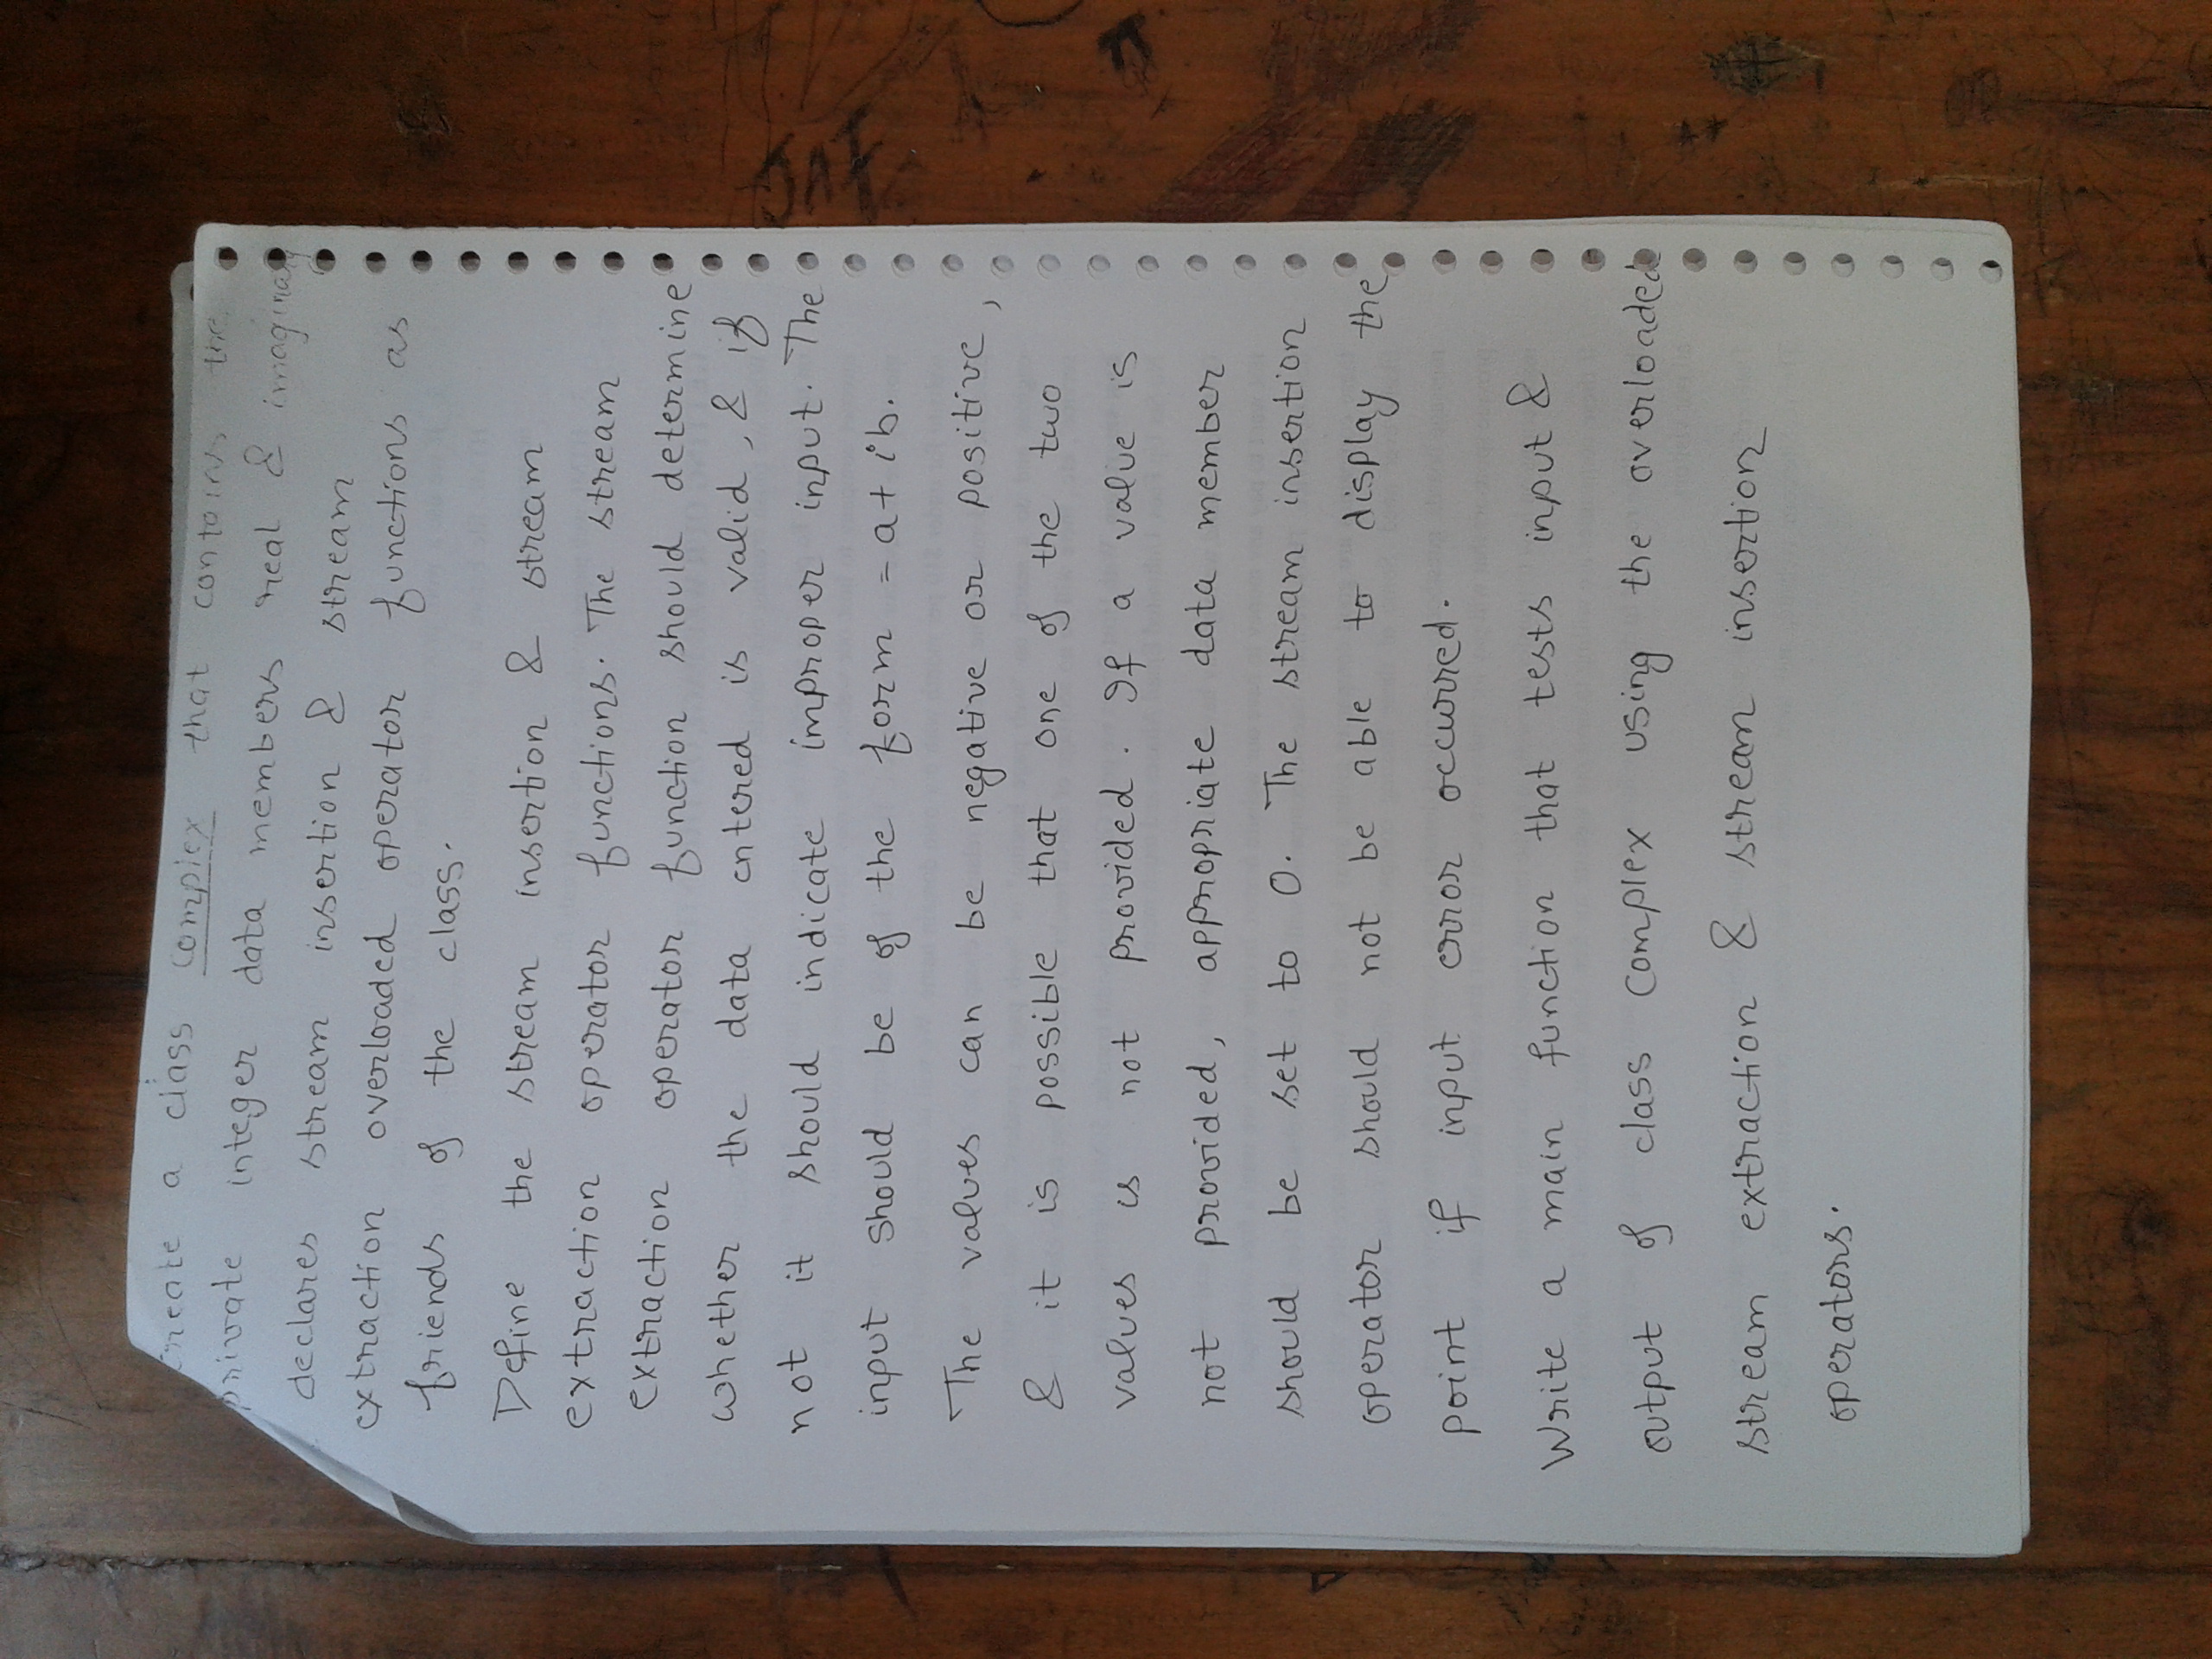 Create a class complex that contains the
private integer data members real & imaginary
declares stream insertion & stream
extraction overloaded operator functions as
friends of the class.
Define the stream insertion & stream
extraction operator functions. The stream
extraction operator function should determine
whether the data entered is valid, & if
not it should indicate improper input. The
input should be of the form = a+ib.
The values can be negative or positive,
& it is possible that one of the two
values is not provided. If a value is
not provided, appropriate data member
should be set to 0. The stream insertion
operator should not be able to display the
point if input error occurred.
Write a main function that tests input &
output of class Complex using the overloaded
stream extraction & stream insertion
operators.